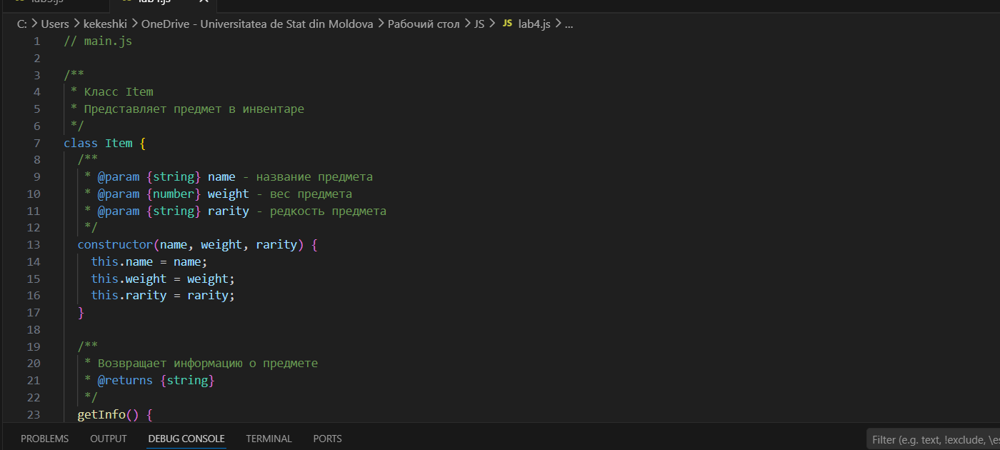 lab4.js
C: > Users > kekeshki > OneDrive - Universitatea de Stat din Moldova > Рабочий стол > JS > JS lab4.js > ...
1 // main.js
2
3 /**
4 * Класс Item
5 * Представляет предмет в инвентаре
6 */
7 class Item {
8 /**
9 * @param {string} name - название предмета
10 * @param {number} weight - вес предмета
11 * @param {string} rarity - редкость предмета
12 */
13 constructor(name, weight, rarity) {
14 this.name = name;
15 this.weight = weight;
16 this.rarity = rarity;
17 }
18
19 /**
20 * Возвращает информацию о предмете
21 * @returns {string}
22 */
23 getInfo() {
PROBLEMS OUTPUT DEBUG CONSOLE TERMINAL PORTS Filter (e.g. text, !exclude,